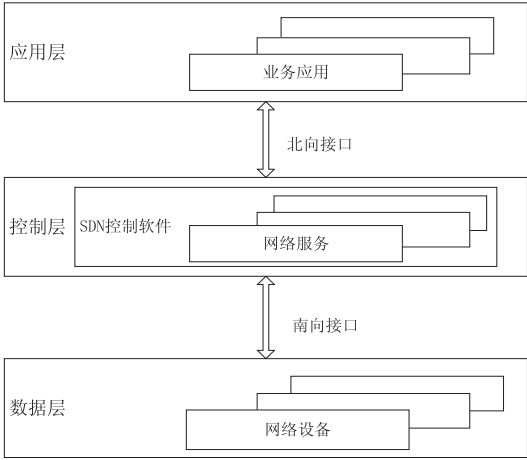 应用层
业务应用
北向接口
控制层
SDN控制软件
网络服务
南向接口
数据层
网络设备